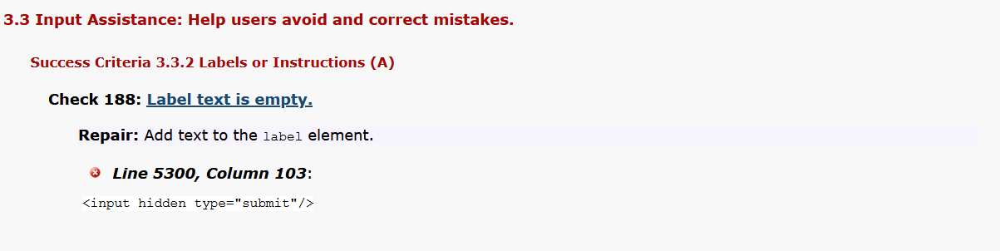 3.3 Input Assistance: Help users avoid and correct mistakes.
Success Criteria 3.3.2 Labels or Instructions (A)
Check 188: Label text is empty.
Repair: Add text to the label element.
Line 5300, Column 103:
<input hidden type="submit"/>